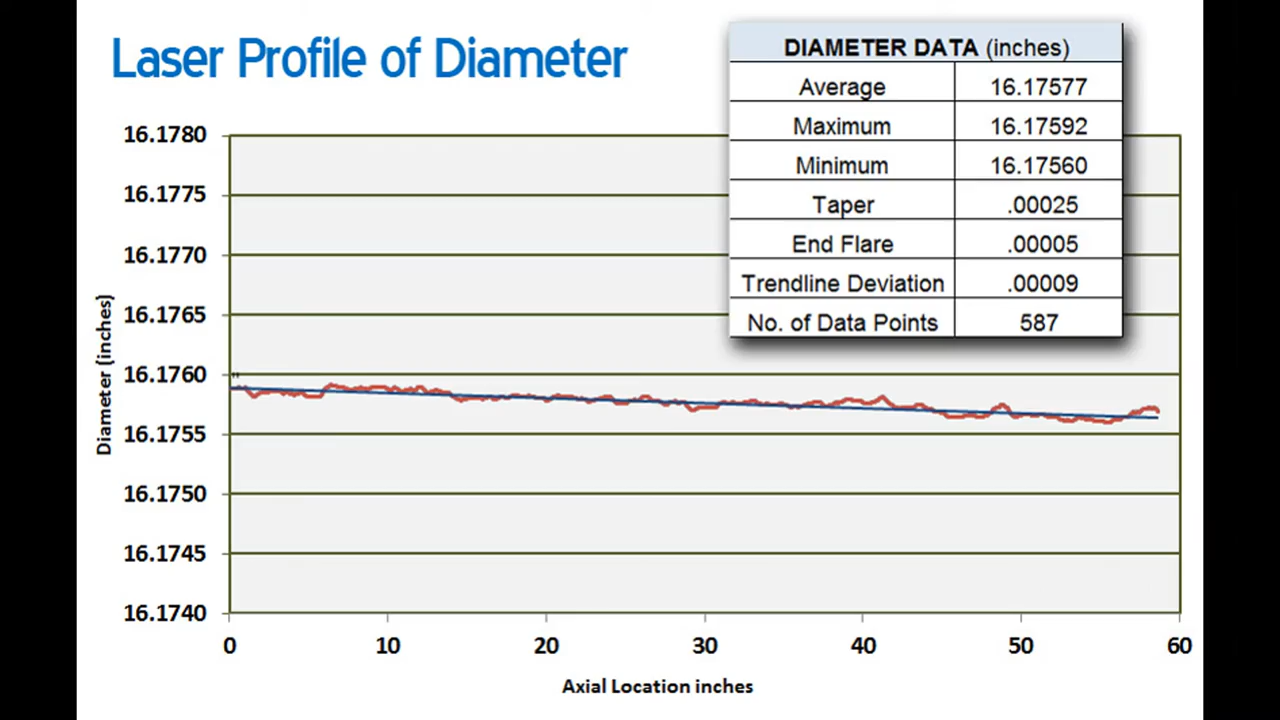 Laser Profile of Diameter
DIAMETER DATA (inches)
Average 16.17577
Maximum 16.17592
Minimum 16.17560
Taper .00025
End Flare .00005
Trendline Deviation .00009
No. of Data Points 587
16.1780
16.1775
16.1770
16.1765
16.1760
16.1755
16.1750
16.1745
16.1740
Diameter (inches)
0 10 20 30 40 50 60
Axial Location inches